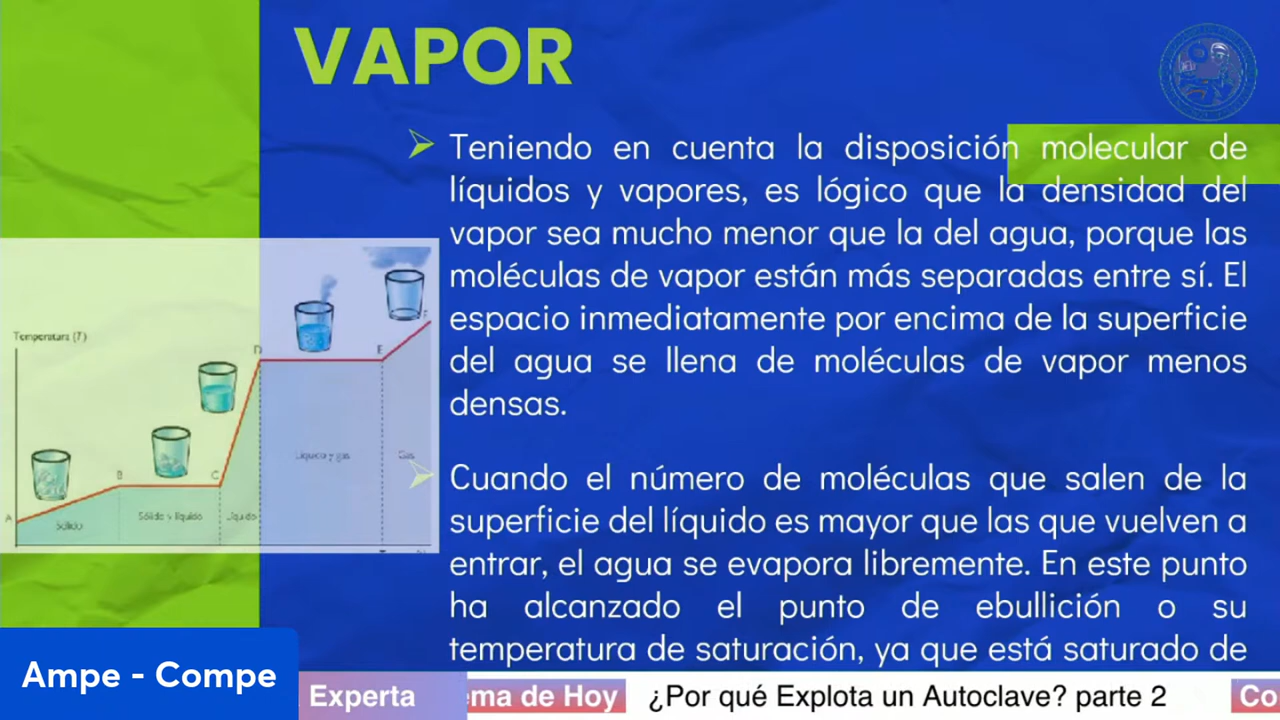 VAPOR
Teniendo en cuenta la disposición molecular de
líquidos y vapores, es lógico que la densidad del
vapor sea mucho menor que la del agua, porque las
moléculas de vapor están más separadas entre sí. El
espacio inmediatamente por encima de la superficie
del agua se llena de moléculas de vapor menos
densas.
Cuando el número de moléculas que salen de la
superficie del líquido es mayor que las que vuelven a
entrar, el agua se evapora libremente. En este punto
ha alcanzado el punto de ebullición o su
temperatura de saturación, ya que está saturado de
Temperatura (T)
A
B
C
D
E
F
Sólido
Sólido y líquido
Líquido
Líquido y gas
Gas
Ampe - Compe
Experta
ema de Hoy
¿Por qué Explota un Autoclave? parte 2
Co